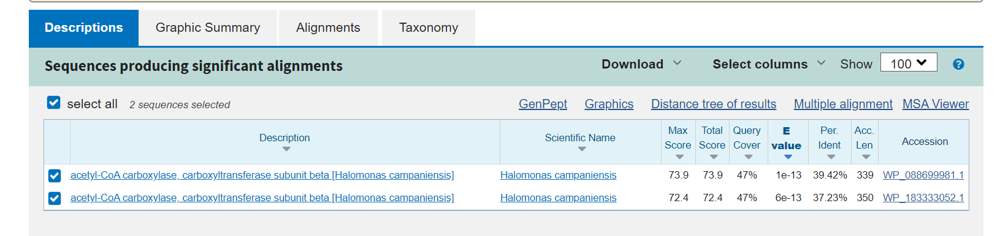 Descriptions Graphic Summary Alignments Taxonomy
Sequences producing significant alignments Download Select columns Show 100 ?
select all 2 sequences selected GenPept Graphics Distance tree of results Multiple alignment MSA Viewer
Description Scientific Name Max Score Total Score Query Cover E value Per. Ident Acc. Len Accession
acetyl-CoA carboxylase, carboxyltransferase subunit beta [Halomonas campaniensis] Halomonas campaniensis 73.9 73.9 47% 1e-13 39.42% 339 WP_088699981.1
acetyl-CoA carboxylase, carboxyltransferase subunit beta [Halomonas campaniensis] Halomonas campaniensis 72.4 72.4 47% 6e-13 37.23% 350 WP_183333052.1